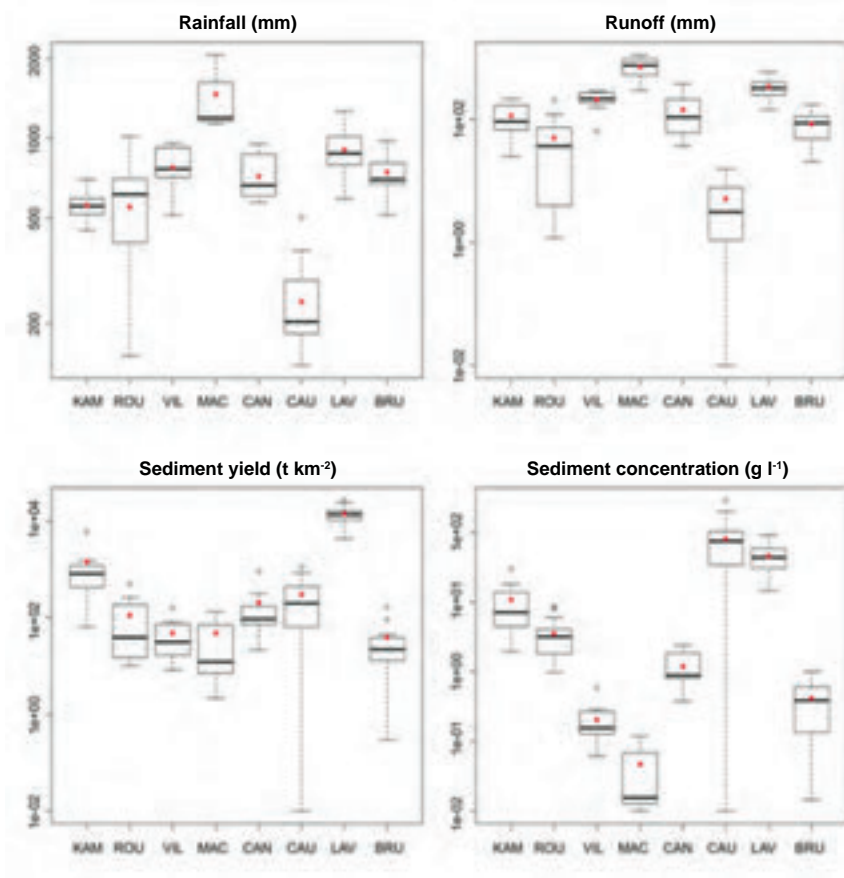 Rainfall (mm)
2000
1000
500
200
KAM ROU VIL MAC CAN CAU LAV BRU
Runoff (mm)
1e+02
1e+00
1e-02
KAM ROU VIL MAC CAN CAU LAV BRU
Sediment yield (t km-2)
1e+04
1e+02
1e+00
1e-02
KAM ROU VIL MAC CAN CAU LAV BRU
Sediment concentration (g l-1)
1e+02
1e+01
1e+00
1e-01
1e-02
KAM ROU VIL MAC CAN CAU LAV BRU